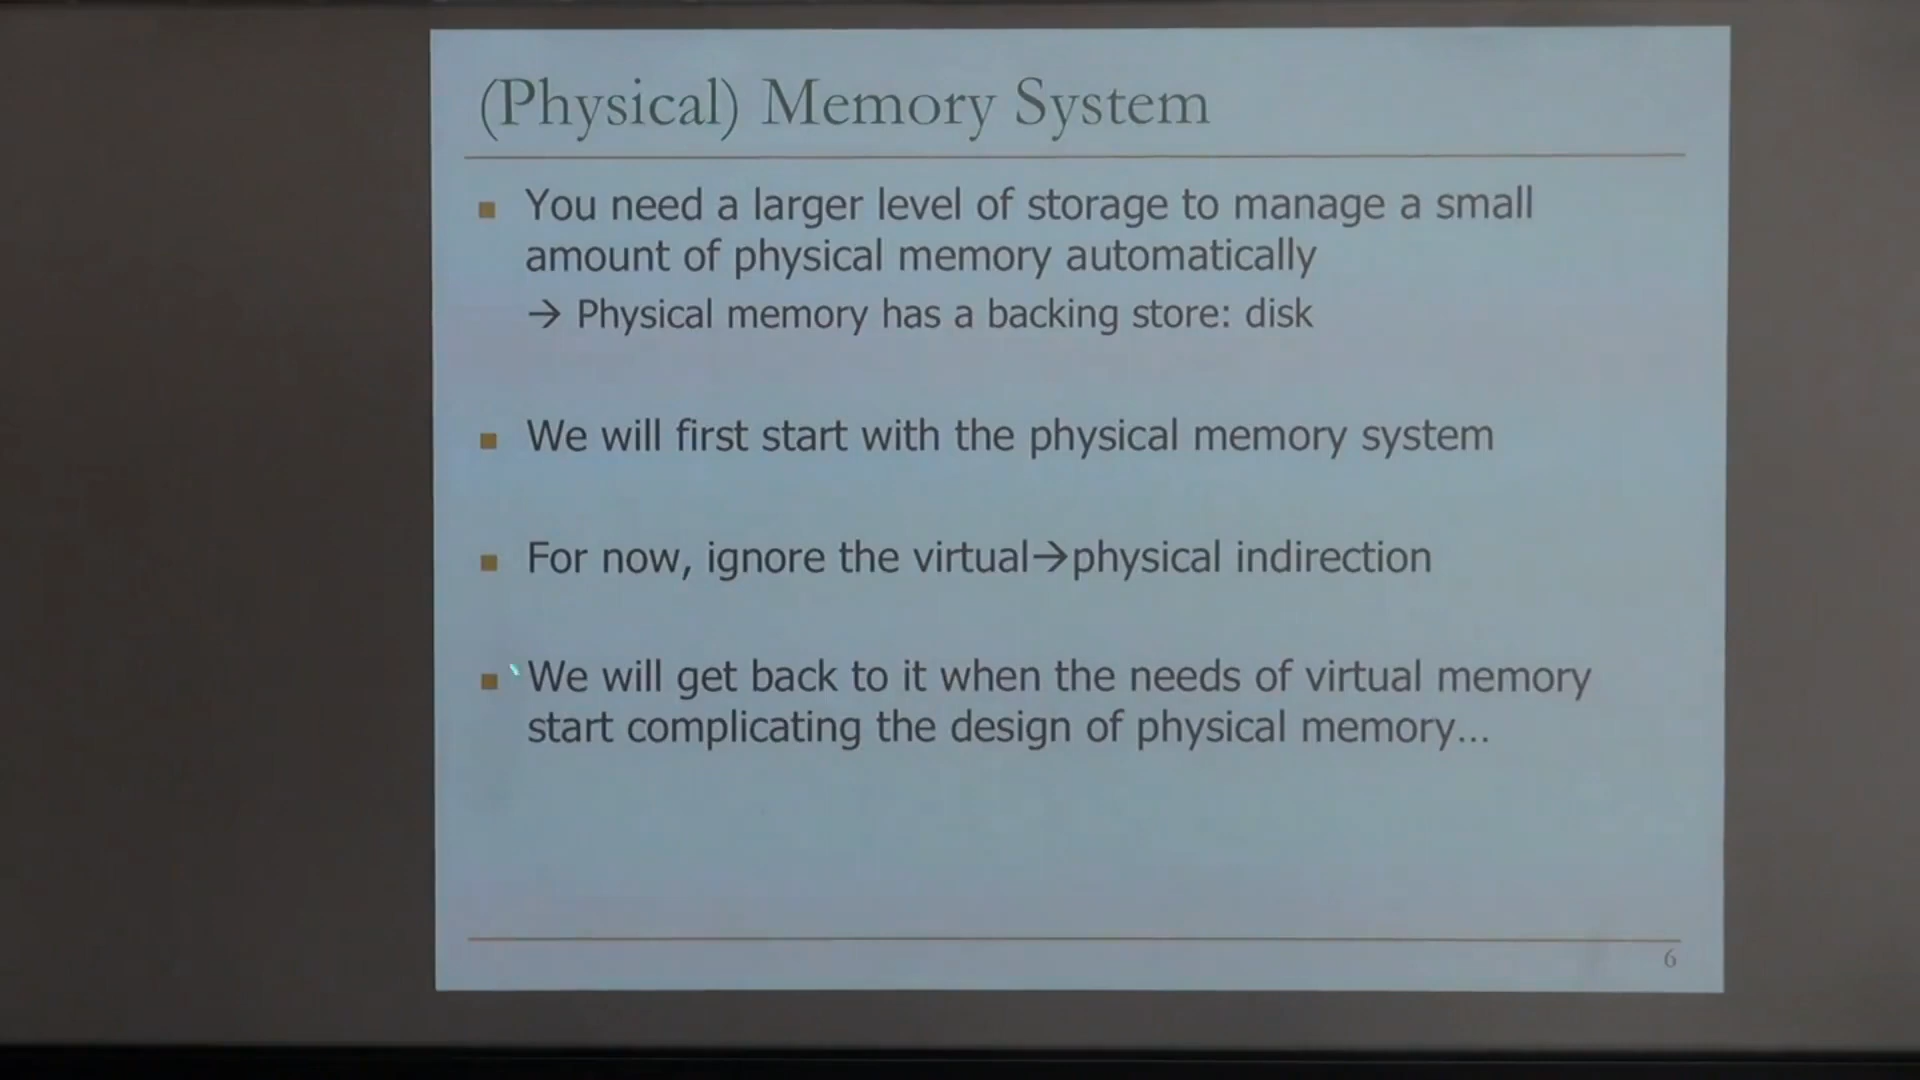 (Physical) Memory System
■ You need a larger level of storage to manage a small
amount of physical memory automatically
→ Physical memory has a backing store: disk
■ We will first start with the physical memory system
■ For now, ignore the virtual→physical indirection
■ We will get back to it when the needs of virtual memory
start complicating the design of physical memory...
6